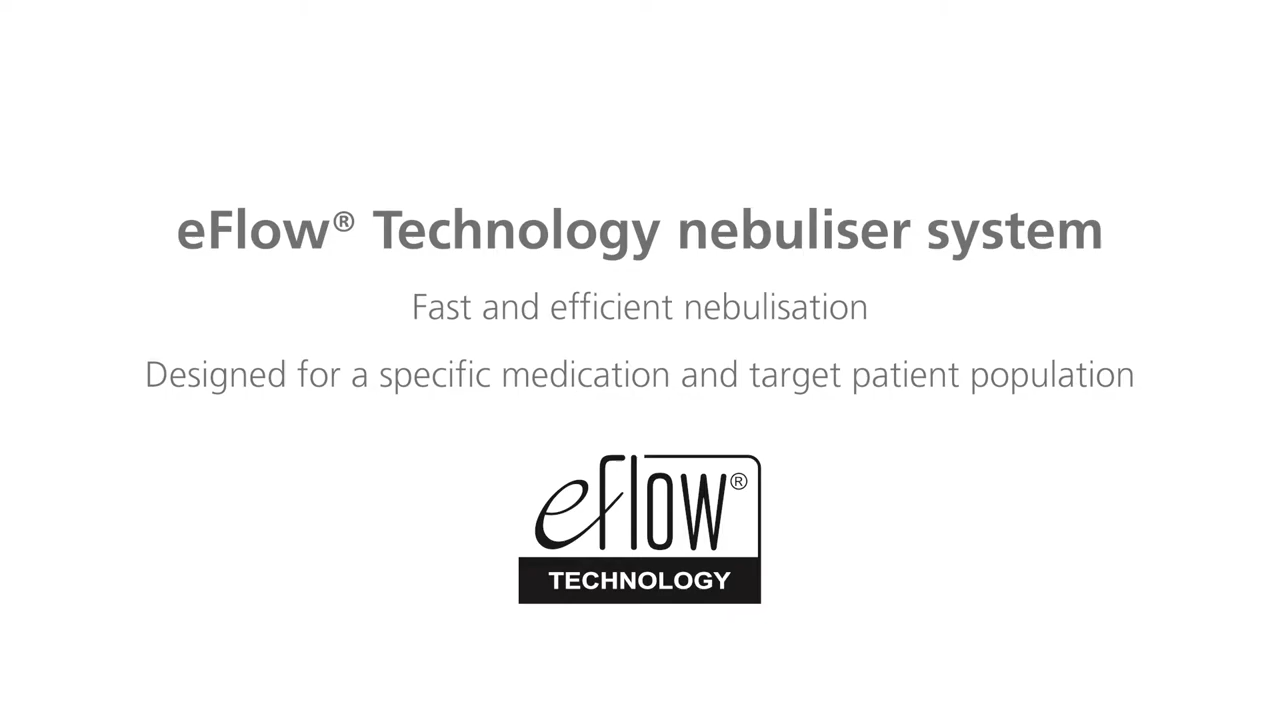 eFlow® Technology nebuliser system
Fast and efficient nebulisation
Designed for a specific medication and target patient population
eFlow®
TECHNOLOGY